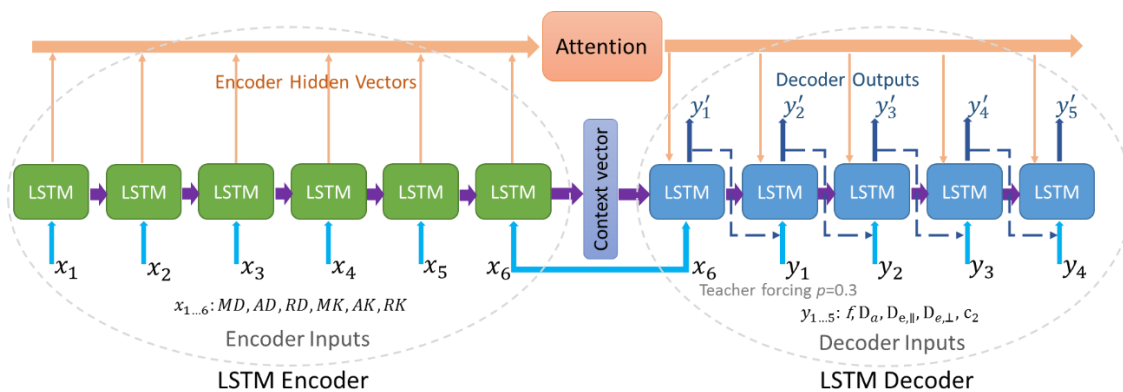 Attention
Encoder Hidden Vectors
Decoder Outputs
y′₁ y′₂ y′₃ y′₄ y′₅
LSTM LSTM LSTM LSTM LSTM LSTM
Context vector
LSTM LSTM LSTM LSTM LSTM
x₁ x₂ x₃ x₄ x₅ x₆
x₆ y₁ y₂ y₃ y₄
Teacher forcing p=0.3
x₁…₆: MD, AD, RD, MK, AK, RK
y₁…₅: f, Dₐ, Dₑ,∥, Dₑ,⊥, c₂
Encoder Inputs
Decoder Inputs
LSTM Encoder
LSTM Decoder